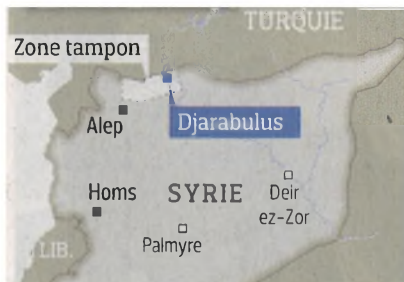 TURQUIE
Zone tampon
Alep
Djarabulus
Homs
SYRIE
Deir
ez-Zor
Palmyre
LIB.